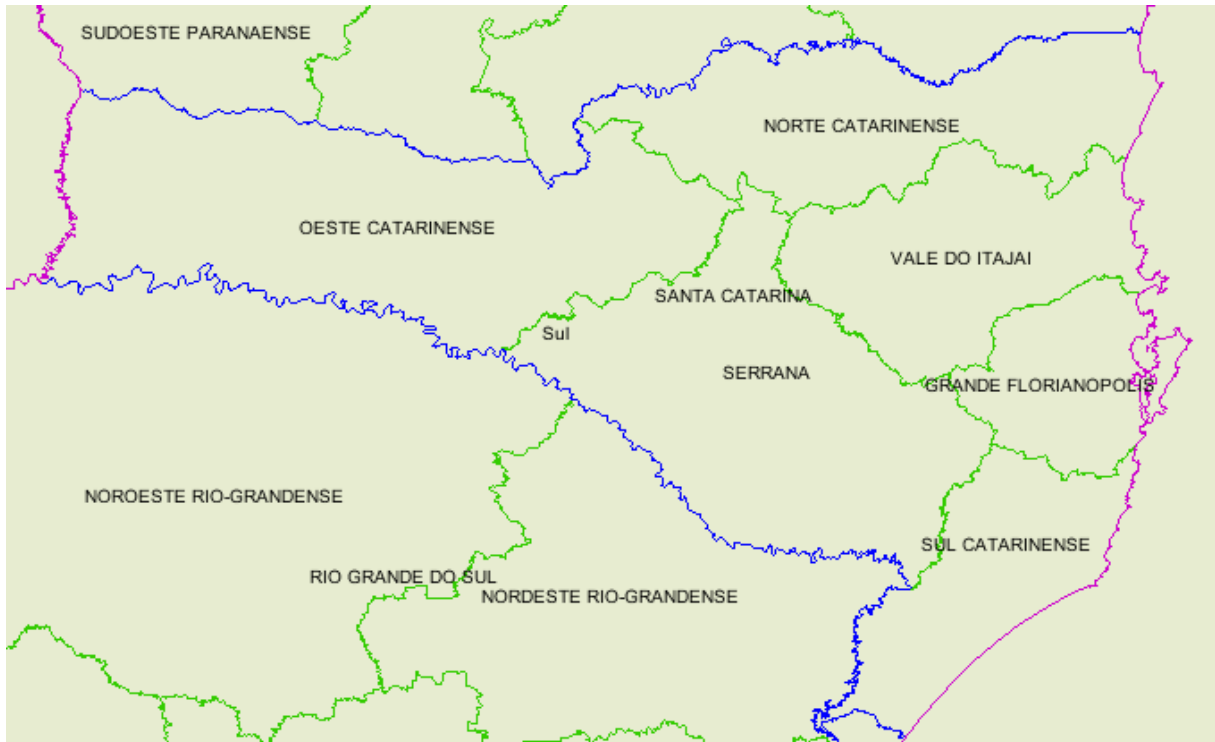 SUDOESTE PARANAENSE
NORTE CATARINENSE
OESTE CATARINENSE
VALE DO ITAJAI
SANTA CATARINA
Sul
SERRANA
GRANDE FLORIANOPOLIS
NOROESTE RIO-GRANDENSE
SUL CATARINENSE
RIO GRANDE DO SUL
NORDESTE RIO-GRANDENSE